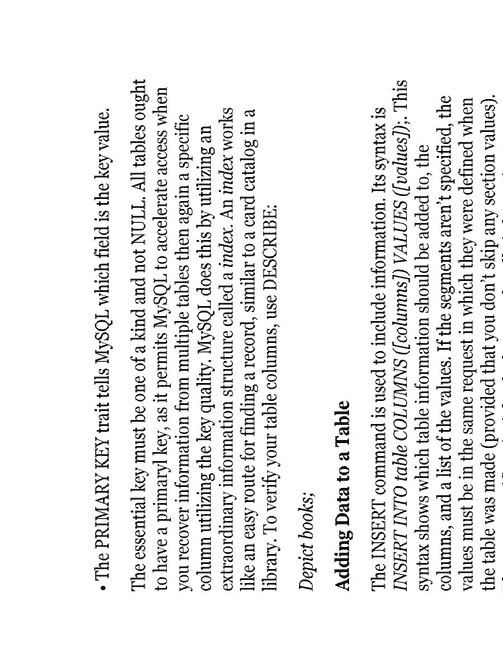 • The PRIMARY KEY trait tells MySQL which field is the key value.
The essential key must be one of a kind and not NULL. All tables ought
to have a primaryl key, as it permits MySQL to accelerate access when
you recover information from multiple tables then again a specific
column utilizing the key quality. MySQL does this by utilizing an
extraordinary information structure called a index. An index works
like an easy route for finding a record, similar to a card catalog in a
library. To verify your table columns, use DESCRIBE:
Depict books;
Adding Data to a Table
The INSERT command is used to include information. Its syntax is
INSERT INTO table COLUMNS ([columns]) VALUES ([values]);. This
syntax shows which table information should be added to, the
columns, and a list of the values. If the segments aren't specified, the
values must be in the same request in which they were defined when
the table was made (provided that you don't skip any section values).